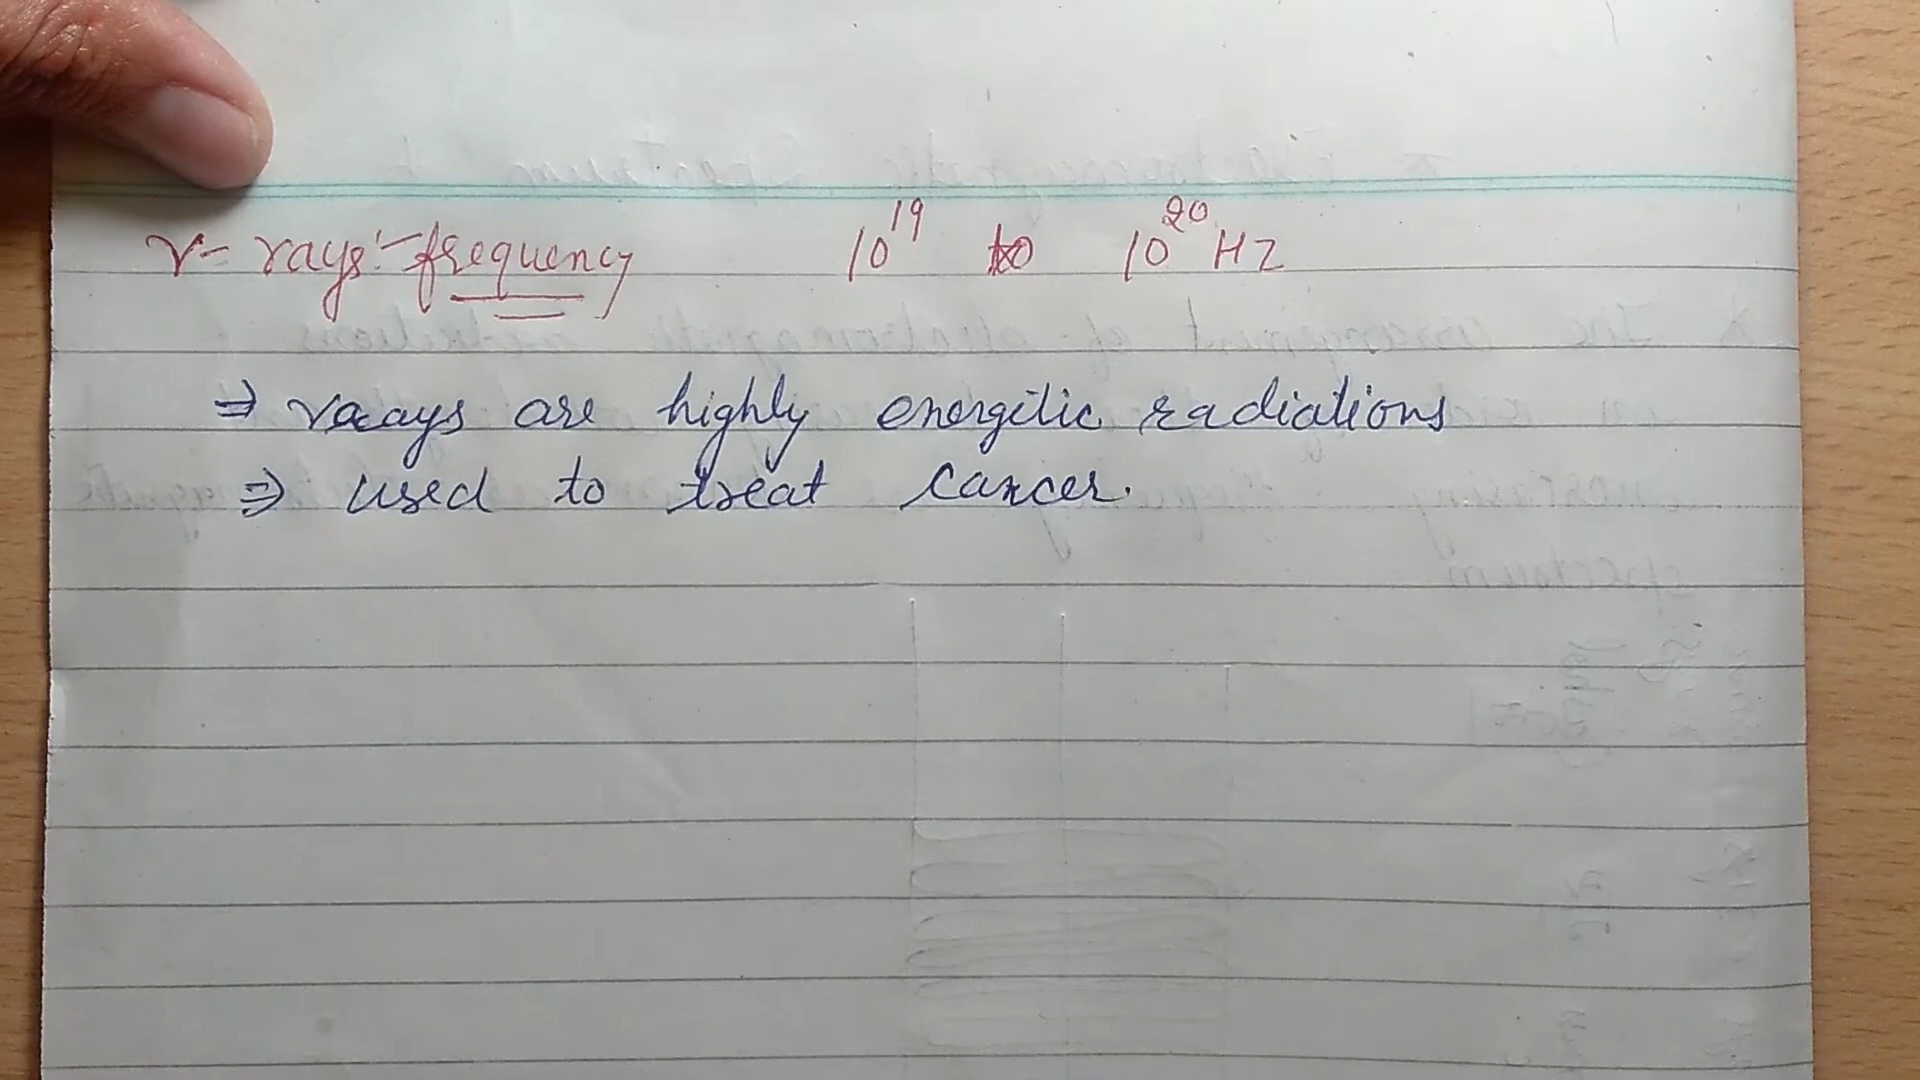 γ- rays:- frequency 10^19 to 10^20 Hz
⇒ γ rays are highly energitic radiations
⇒ used to treat cancer.